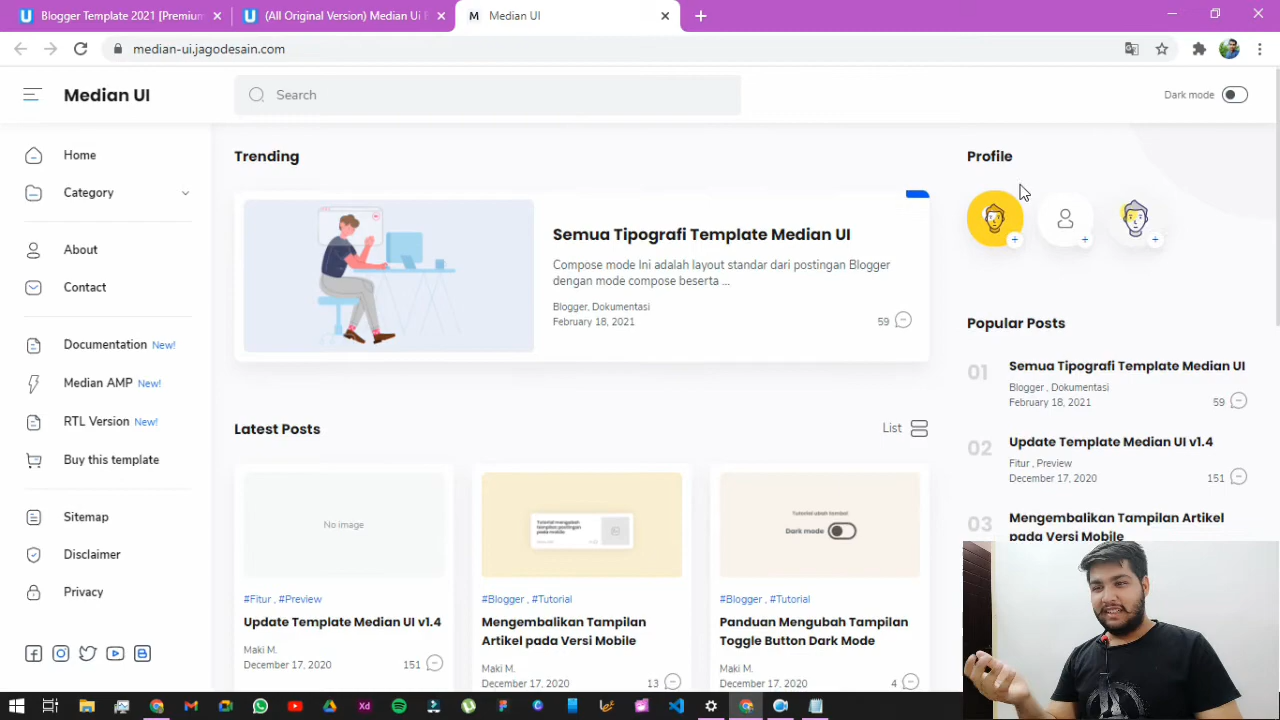 Blogger Template 2021 [Premium
(All Original Version) Median Ui B
Median UI
median-ui.jagodesain.com
Median UI
Search
Dark mode
Home
Category
About
Contact
Documentation New!
Median AMP New!
RTL Version New!
Buy this template
Sitemap
Disclaimer
Privacy
Trending
Semua Tipografi Template Median UI
Compose mode Ini adalah layout standar dari postingan Blogger
dengan mode compose beserta ...
Blogger, Dokumentasi
February 18, 2021
59
Latest Posts
List
No image
#Fitur , #Preview
Update Template Median UI v1.4
Maki M.
December 17, 2020
151
#Blogger , #Tutorial
Mengembalikan Tampilan
Artikel pada Versi Mobile
Maki M.
December 17, 2020
13
Tutorial ubah tombol
Dark mode
#Blogger , #Tutorial
Panduan Mengubah Tampilan
Toggle Button Dark Mode
Maki M.
December 17, 2020
4
Profile
Popular Posts
01
Semua Tipografi Template Median UI
Blogger , Dokumentasi
February 18, 2021
59
02
Update Template Median UI v1.4
Fitur , Preview
December 17, 2020
151
03
Mengembalikan Tampilan Artikel
pada Versi Mobile